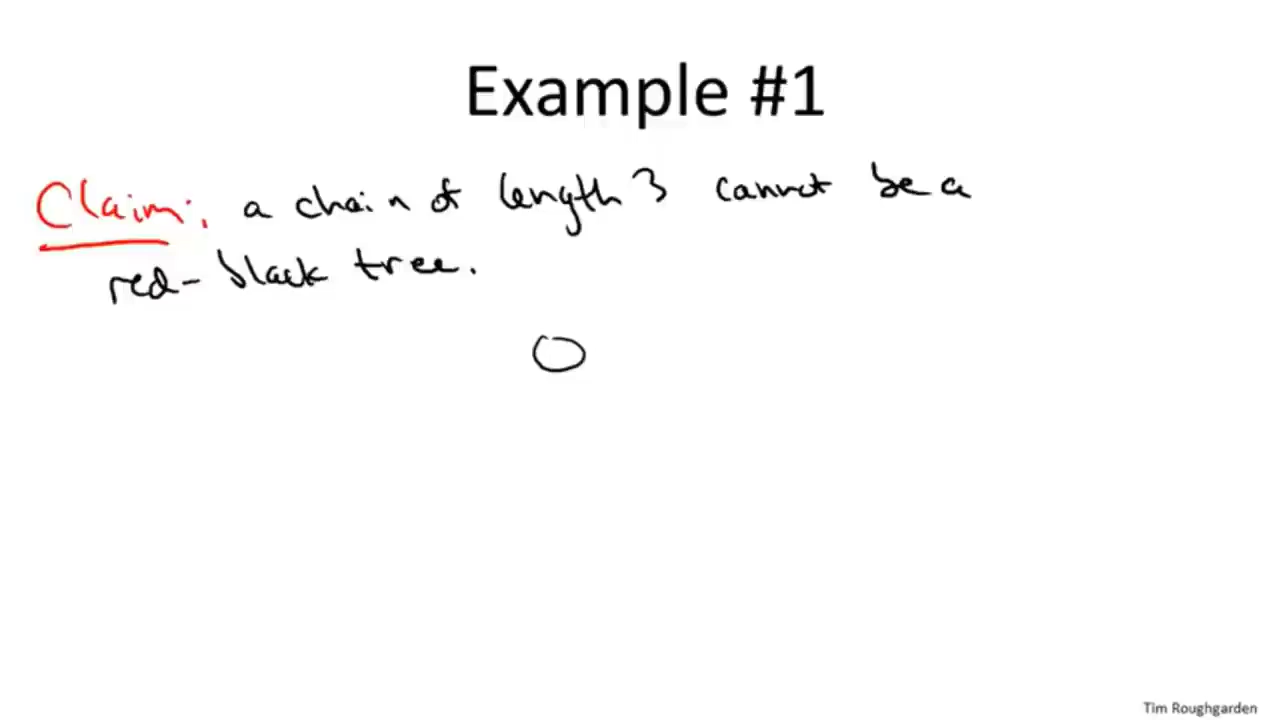 Example #1
Claim: a chain of length 3 cannot be a
red-black tree.
Tim Roughgarden